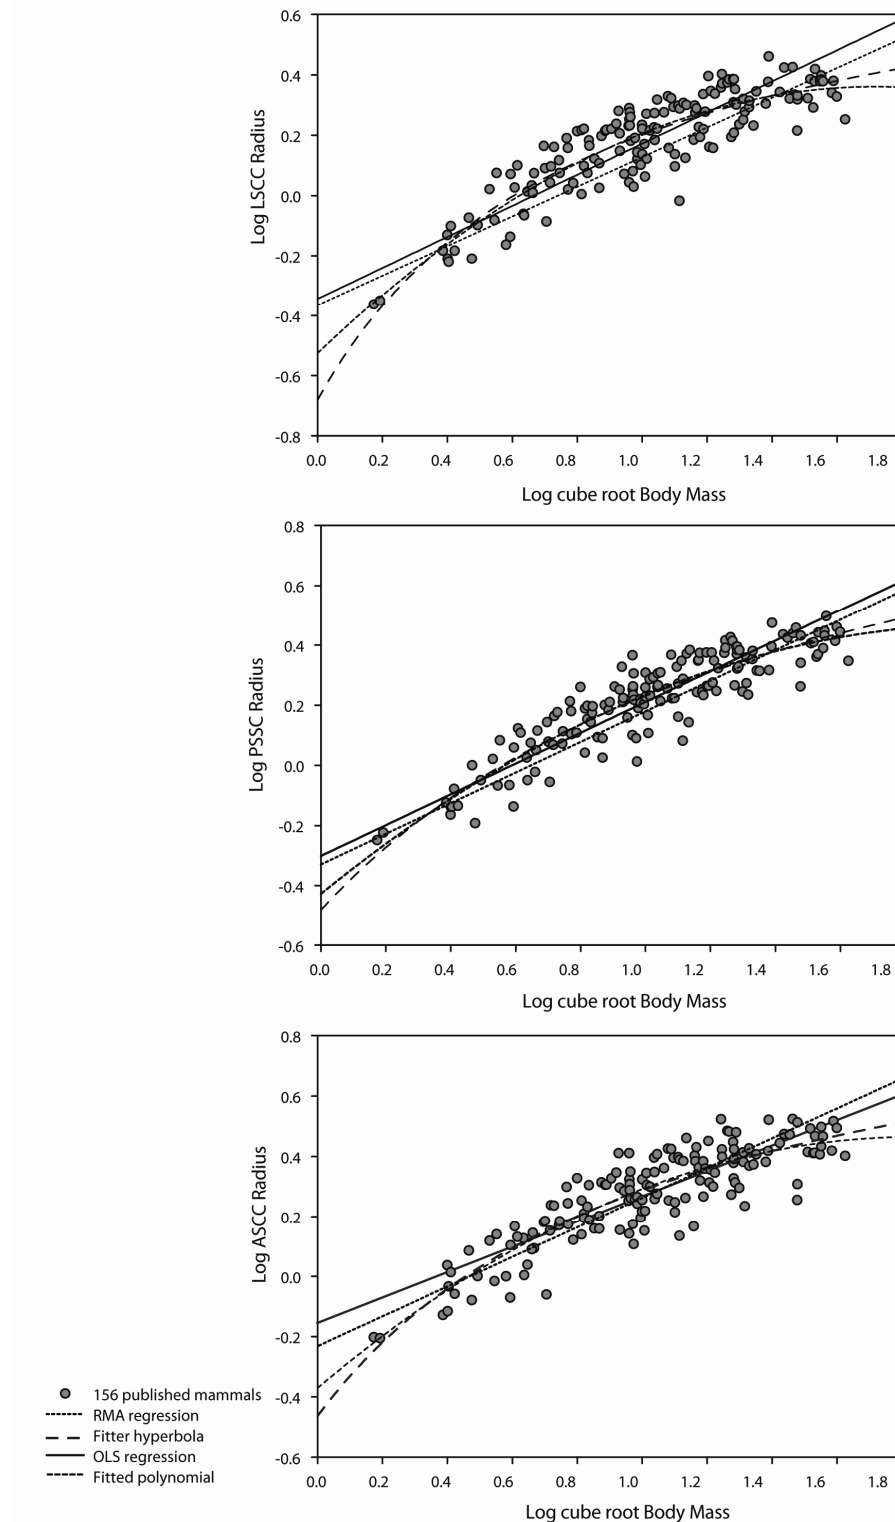 0.6
0.4
0.2
0.0
-0.2
-0.4
-0.6
-0.8
Log LSCC Radius
0.0 0.2 0.4 0.6 0.8 1.0 1.2 1.4 1.6 1.8
Log cube root Body Mass
0.8
0.6
0.4
0.2
0.0
-0.2
-0.4
-0.6
Log PSSC Radius
0.0 0.2 0.4 0.6 0.8 1.0 1.2 1.4 1.6 1.8
Log cube root Body Mass
0.8
0.6
0.4
0.2
0.0
-0.2
-0.4
-0.6
Log ASCC Radius
0.0 0.2 0.4 0.6 0.8 1.0 1.2 1.4 1.6 1.8
Log cube root Body Mass
156 published mammals
RMA regression
Fitter hyperbola
OLS regression
Fitted polynomial